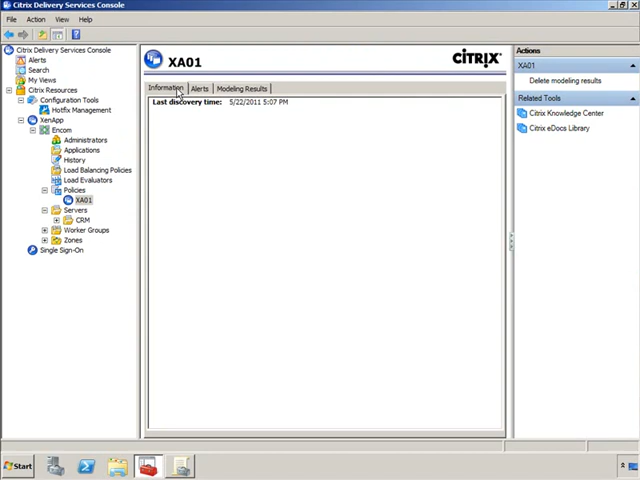 Citrix Delivery Services Console
File Action View Help
Citrix Delivery Services Console
Alerts
Search
My Views
Citrix Resources
Configuration Tools
Hotfix Management
XenApp
Encom
Administrators
Applications
History
Load Balancing Policies
Load Evaluators
Policies
XA01
Servers
CRM
Worker Groups
Zones
Single Sign-On
XA01
CITRIX
Information Alerts Modeling Results
Last discovery time: 5/22/2011 5:07 PM
Actions
XA01
Delete modeling results
Related Tools
Citrix Knowledge Center
Citrix eDocs Library
Start